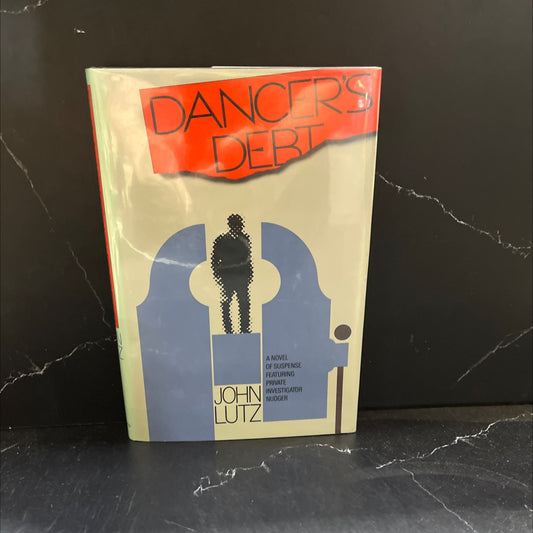 DANCER'S
DEBT
A NOVEL
OF SUSPENSE
FEATURING
PRIVATE
INVESTIGATOR
NUDGER
JOHN
LUTZ